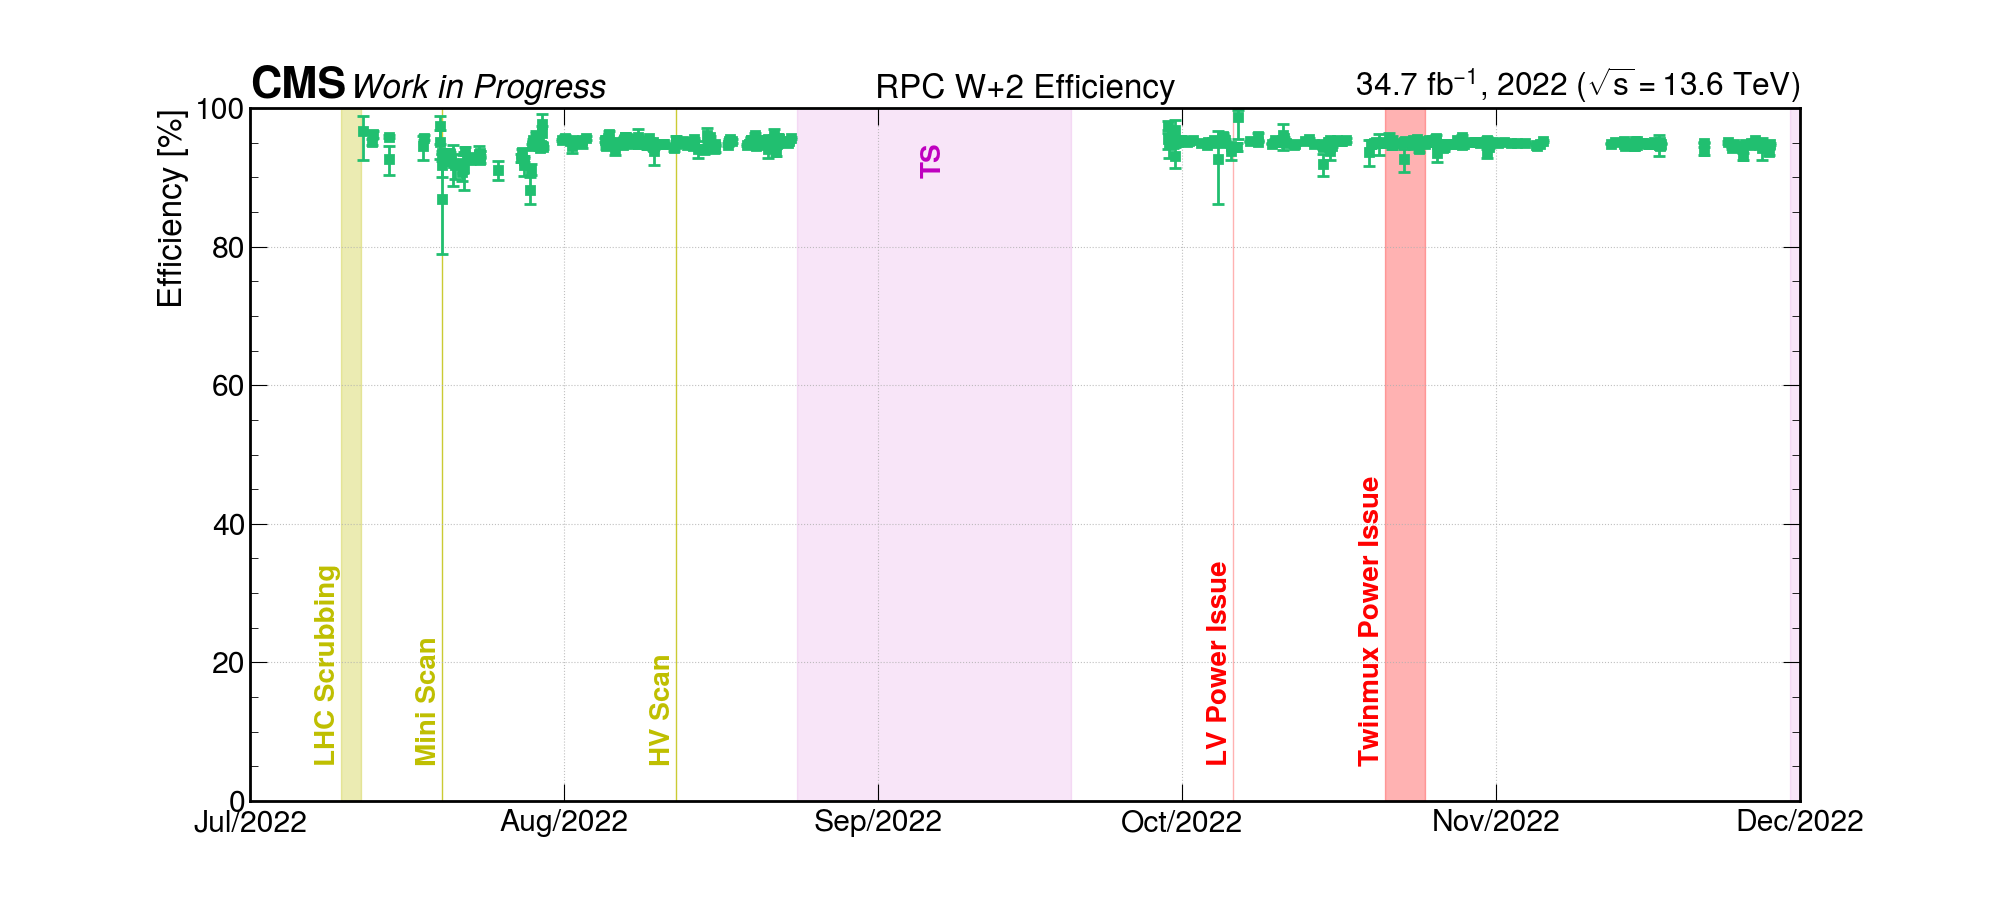 CMS Work in Progress RPC W+2 Efficiency 34.7 fb⁻¹, 2022 (√s = 13.6 TeV)
Efficiency [%]
100
80
60
40
20
0
TS
LHC Scrubbing
Mini Scan
HV Scan
LV Power Issue
Twinmux Power Issue
Jul/2022 Aug/2022 Sep/2022 Oct/2022 Nov/2022 Dec/2022